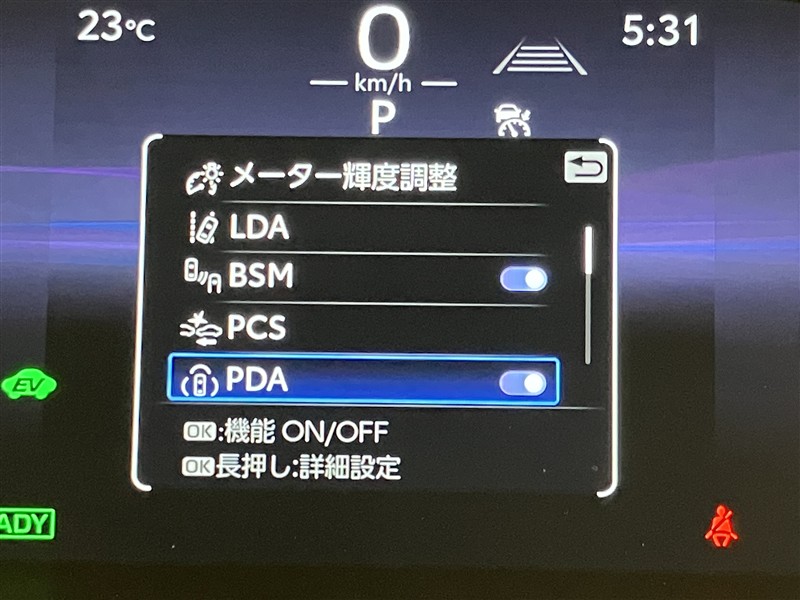 23°C
0
km/h
P
5:31
メーター輝度調整
LDA
BSM
PCS
PDA
OK:機能 ON/OFF
OK長押し:詳細設定
EV
ADY